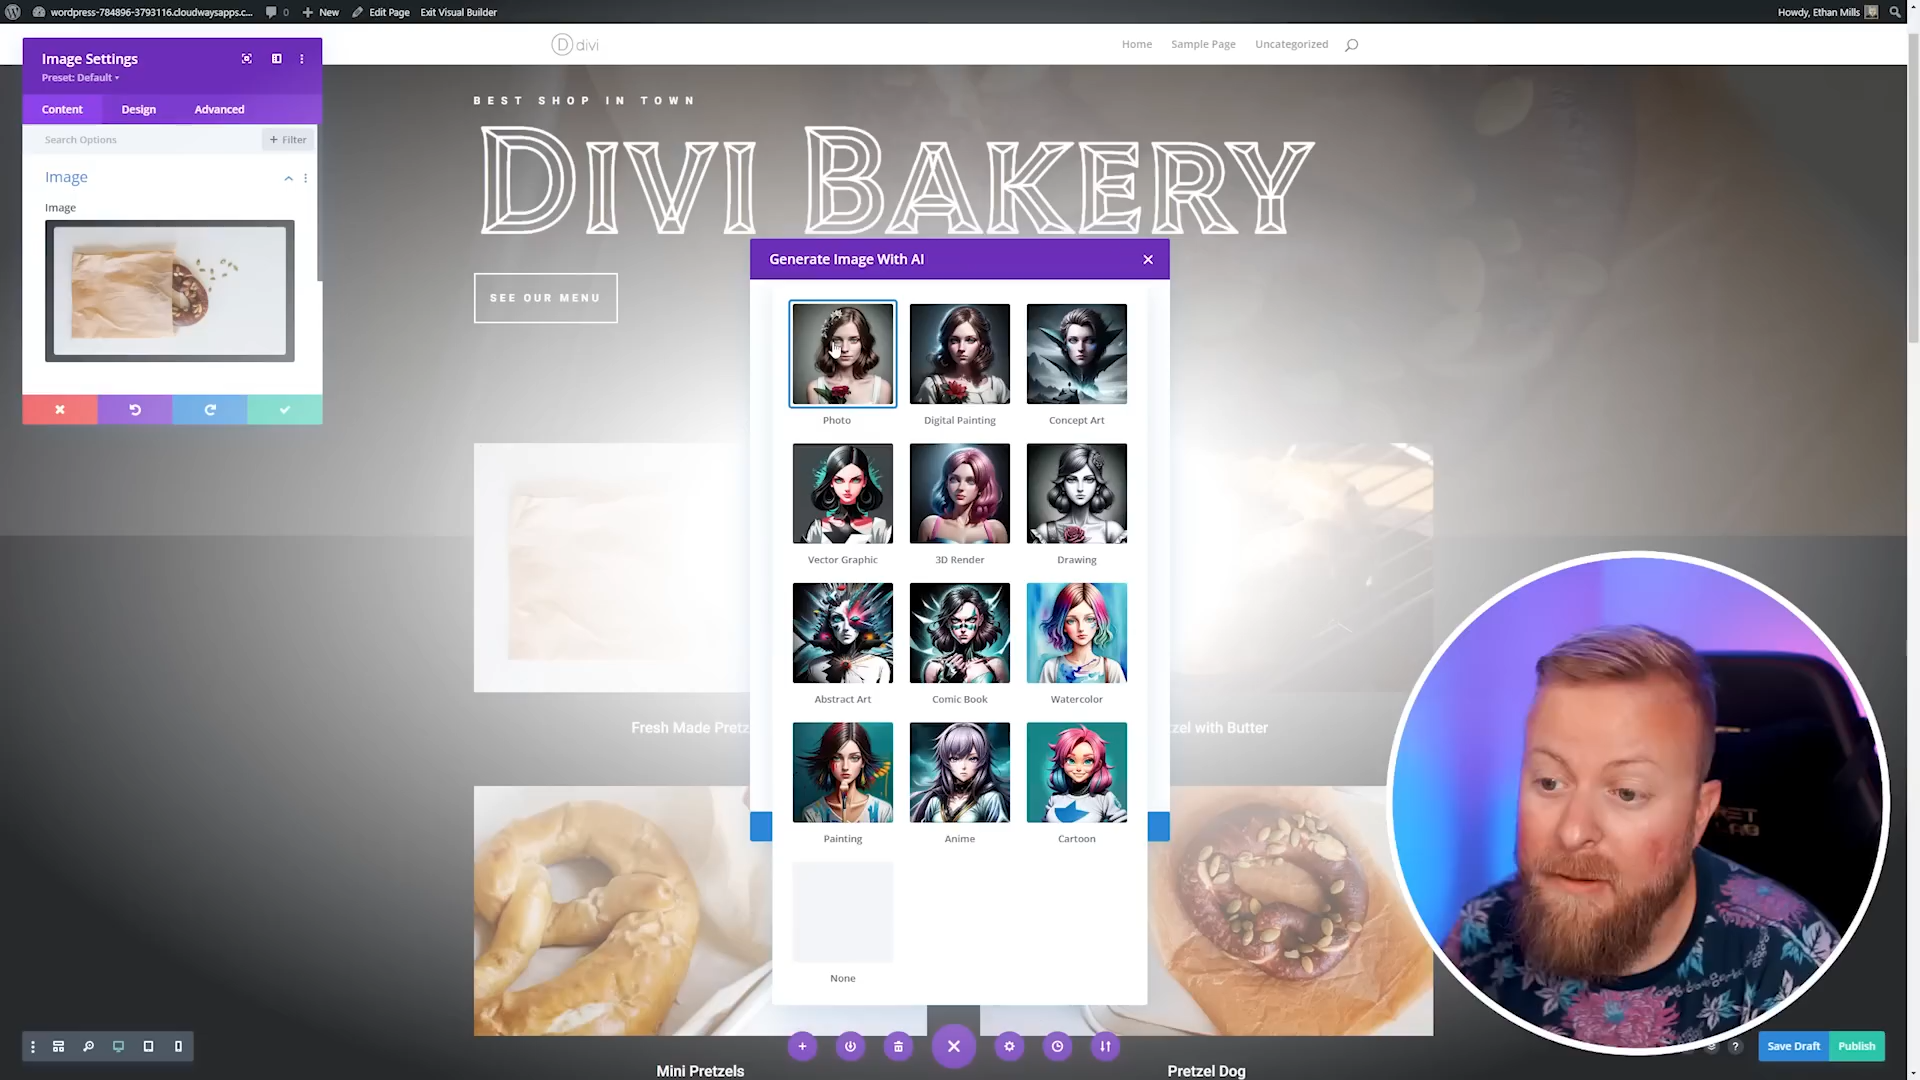 wordpress-784896-3793116.cloudwaysapps.c... 0 New Edit Page Exit Visual Builder Howdy, Ethan Mills
Image Settings
Preset: Default
Content Design Advanced
Search Options + Filter
Image
Image
D divi
Home Sample Page Uncategorized
BEST SHOP IN TOWN
DIVI BAKERY
SEE OUR MENU
Generate Image With AI
Photo Digital Painting Concept Art
Vector Graphic 3D Render Drawing
Abstract Art Comic Book Watercolor
Painting Anime Cartoon
None
Fresh Made Pretz
zel with Butter
Mini Pretzels
Pretzel Dog
Save Draft Publish